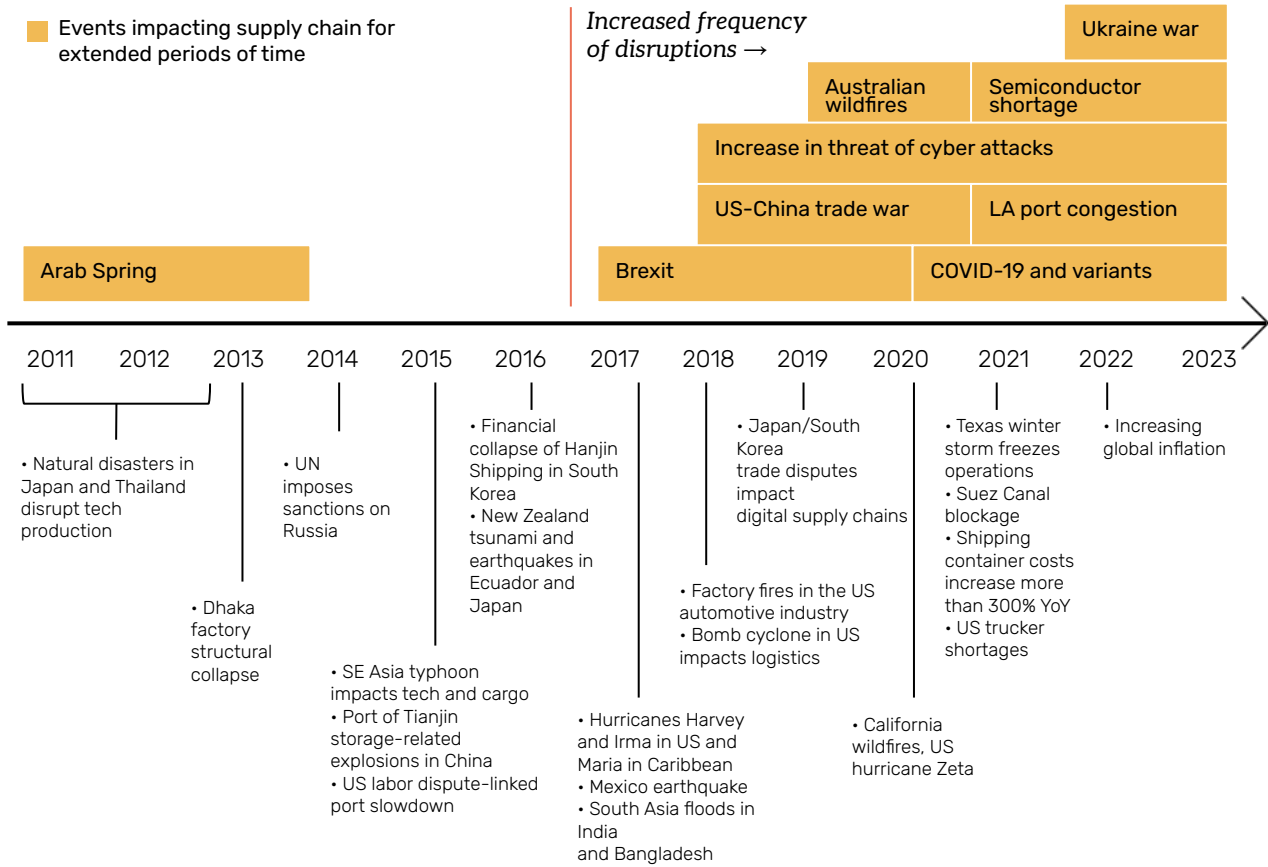 Events impacting supply chain for
extended periods of time
Increased frequency
of disruptions →
Ukraine war
Australian
wildfires
Semiconductor
shortage
Increase in threat of cyber attacks
US-China trade war
LA port congestion
Arab Spring
Brexit
COVID-19 and variants
2011
2012
2013
2014
2015
2016
2017
2018
2019
2020
2021
2022
2023
• Natural disasters in
Japan and Thailand
disrupt tech
production
• Dhaka
factory
structural
collapse
• UN
imposes
sanctions on
Russia
• SE Asia typhoon
impacts tech and cargo
• Port of Tianjin
storage-related
explosions in China
• US labor dispute-linked
port slowdown
• Financial
collapse of Hanjin
Shipping in South
Korea
• New Zealand
tsunami and
earthquakes in
Ecuador and
Japan
• Hurricanes Harvey
and Irma in US and
Maria in Caribbean
• Mexico earthquake
• South Asia floods in
India
and Bangladesh
• Factory fires in the US
automotive industry
• Bomb cyclone in US
impacts logistics
• Japan/South
Korea
trade disputes
impact
digital supply chains
• California
wildfires, US
hurricane Zeta
• Texas winter
storm freezes
operations
• Suez Canal
blockage
• Shipping
container costs
increase more
than 300% YoY
• US trucker
shortages
• Increasing
global inflation